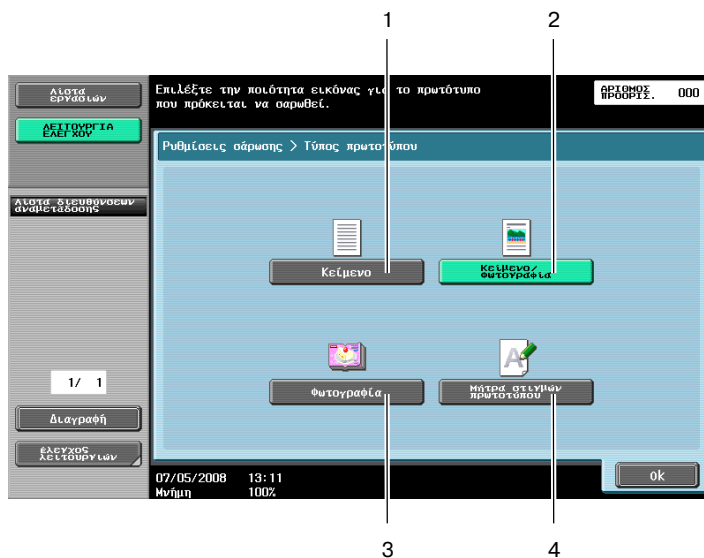 1
2
Λίστα
εργασιών
Επιλέξτε την ποιότητα εικόνας για το πρωτότυπο
που πρόκειται να σαρωθεί.
ΑΡΙΘΜΟΣ
ΠΡΟΟΡΙΣ.
000
ΛΕΙΤΟΥΡΓΙΑ
ΕΛΕΓΧΟΥ
Ρυθμίσεις σάρωσης > Τύπος πρωτοτύπου
Λίστα διευθύνσεων
αναμετάδοσης
Κείμενο
Κείμενο/
Φωτογραφία
Φωτογραφία
Μήτρα στιγμών
πρωτοτύπου
1/ 1
Διαγραφή
έλεγχος
λειτουργιών
07/05/2008 13:11
Μνήμη 100%
Ok
3
4